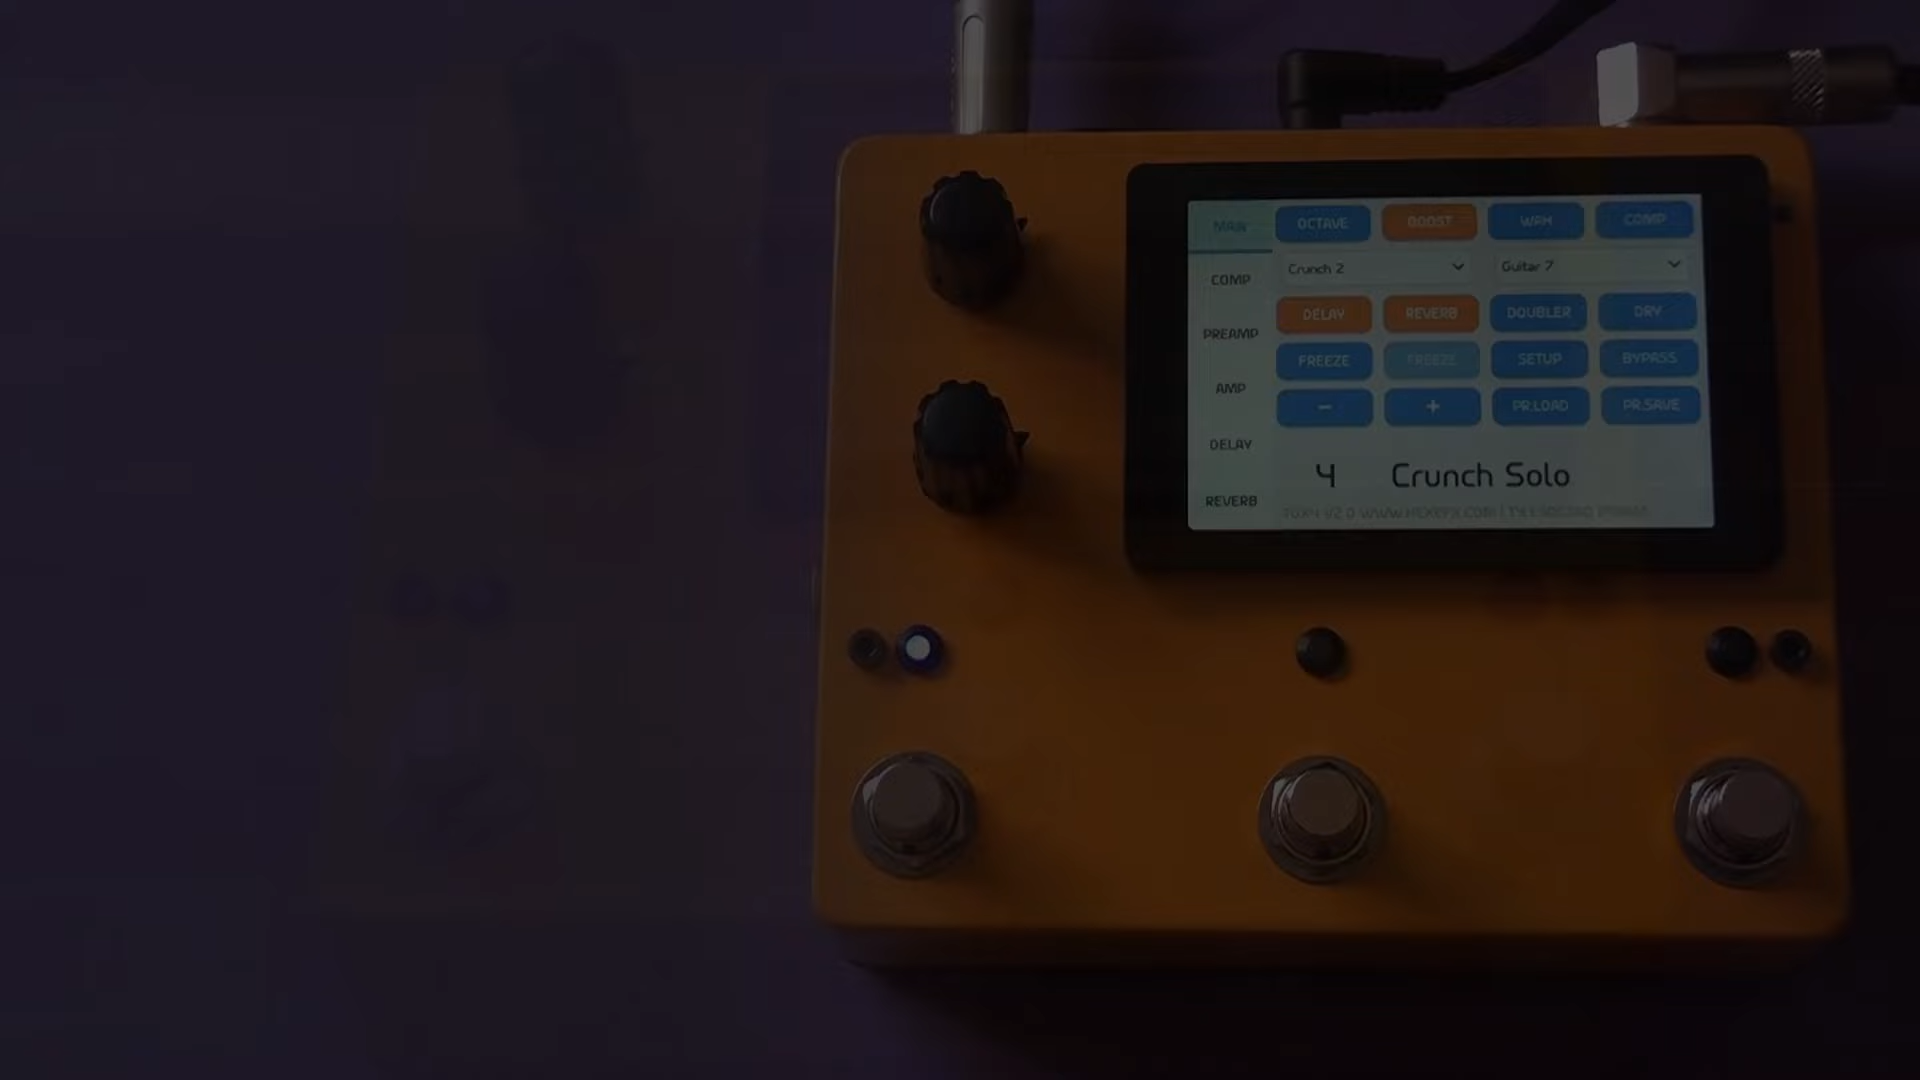 MAIN OCTAVE BOOST WAH COMP
COMP Crunch 2 Guitar 7
PREAMP DELAY REVERB DOUBLER DRY
FREEZE FREEZE SETUP BYPASS
AMP - + PR.LOAD PR.SAVE
DELAY
4 Crunch Solo
REVERB